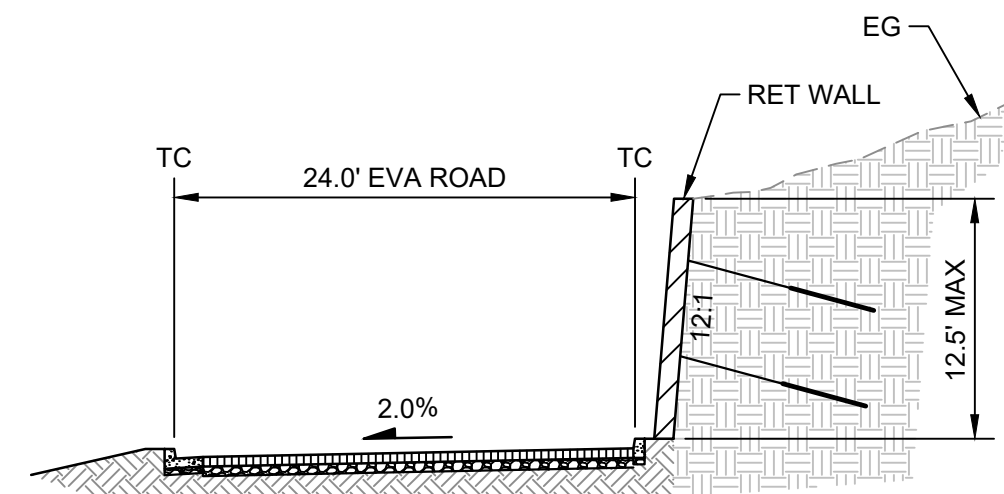 EG
RET WALL
TC
TC
24.0' EVA ROAD
12:1
12.5' MAX
2.0%